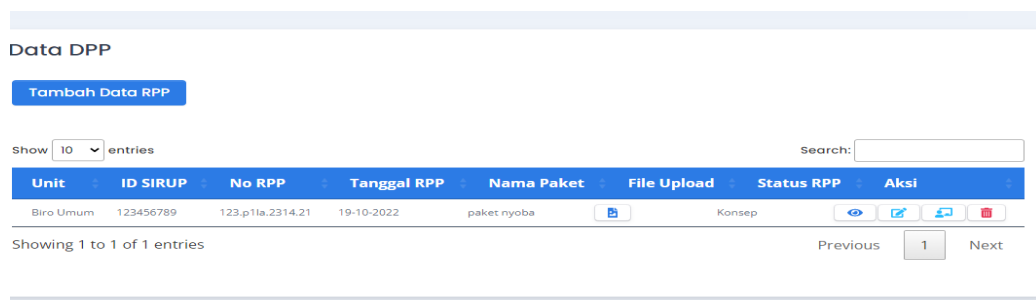 Data DPP
Tambah Data RPP
Show 10 entries Search:
Unit ID SIRUP No RPP Tanggal RPP Nama Paket File Upload Status RPP Aksi
Biro Umum 123456789 123.p1la.2314.21 19-10-2022 paket nyoba Konsep
Showing 1 to 1 of 1 entries Previous 1 Next